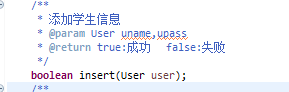 /**
* 添加学生信息
* @param User uname,upass
* @return true:成功  false:失败
*/
boolean insert(User user);
/**